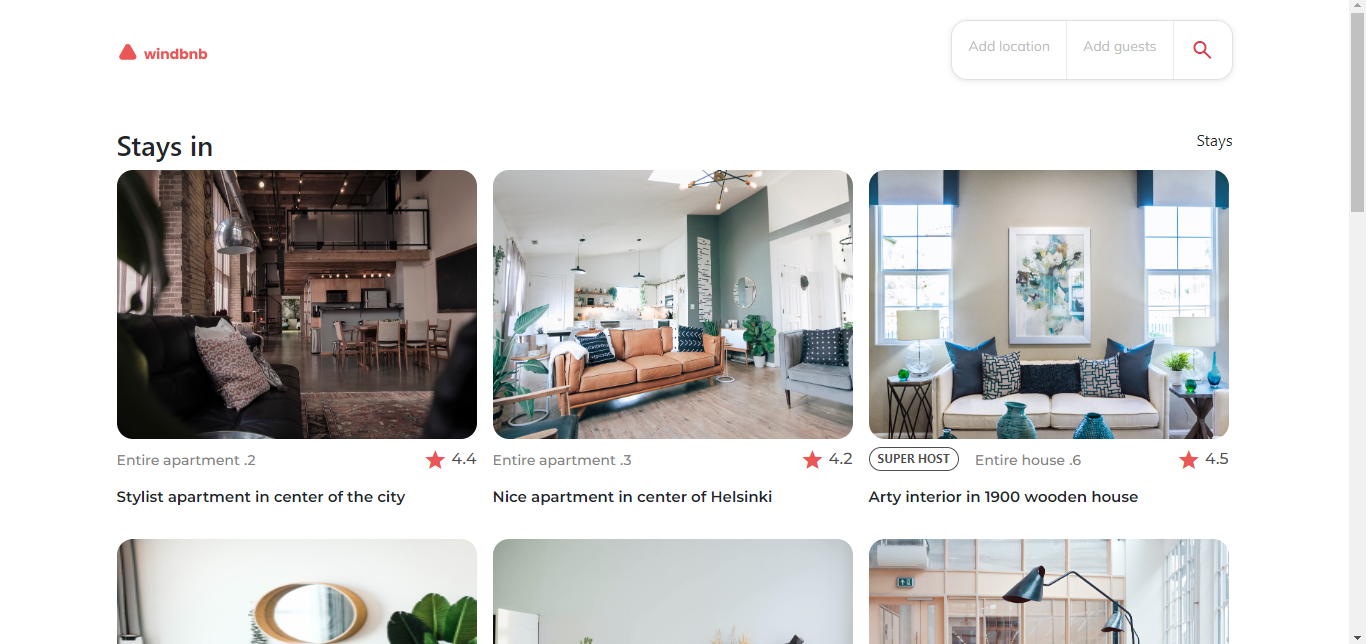 windbnb
Add location
Add guests
Stays in
Stays
Entire apartment .2
4.4
Stylist apartment in center of the city
Entire apartment .3
4.2
Nice apartment in center of Helsinki
SUPER HOST
Entire house .6
4.5
Arty interior in 1900 wooden house